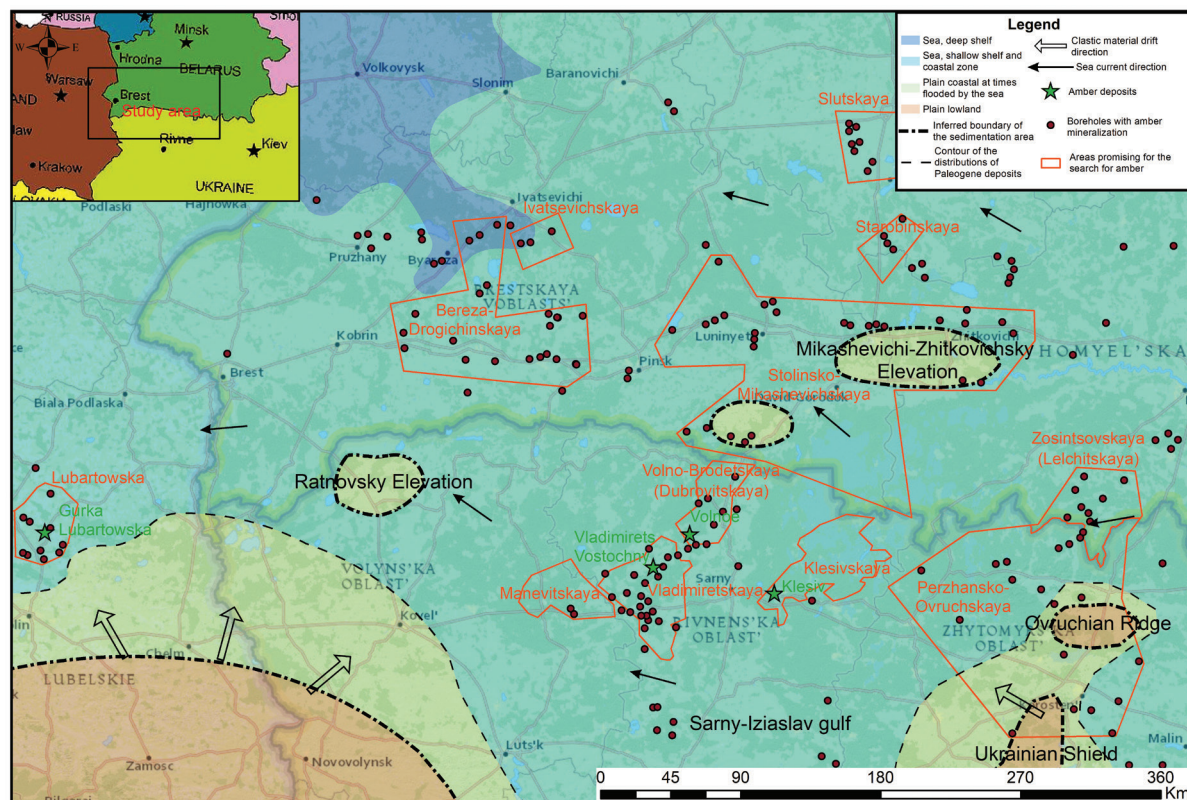 RUSSIA
Minsk
Hrodna
BELARUS
Warsaw
Brest
Study area
Rivne
Kiev
Krakow
UKRAINE
Legend
Sea, deep shelf
Sea, shallow shelf and
coastal zone
Plain coastal at times
flooded by the sea
Plain lowland
Inferred boundary of
the sedimentation area
Contour of the
distributions of
Paleogene deposits
Clastic material drift
direction
Sea current direction
Amber deposits
Boreholes with amber
mineralization
Areas promising for the
search for amber
Volkovysk
Slonim
Baranovichi
Slutskaya
Podlaski
Hajnowka
Ivatsevichi
Ivatsevichskaya
Starobinskaya
Pruzhany
Byaroza
BRESTSKAYA
VOBLASTS'
Bereza-
Drogichinskaya
Kobrin
Luninyets
Zhitkovichi
Pinsk
Mikashevichi-Zhitkovichsky
Elevation
HOMYEL'SKA
Brest
Stolinsko-
Mikashevichskaya
Biala Podlaska
David-Gorodok
Zosintsovskaya
(Lelchitskaya)
Lubartowska
Gurka
Lubartowska
Ratnovsky Elevation
Volno-Brodetskaya
(Dubrovitskaya)
Volnoe
Vladimirets
Vostochny
Klesivskaya
Sarny
Klesiv
Manevitskaya
Vladimiretskaya
VOLYNS'KA
OBLAST'
Kovel'
RIVNENS'KA
OBLAST'
Perzhansko-
Ovruchskaya
Ovruchian Ridge
ZHYTOMYRS'KA
OBLAST'
Chelm
LUBELSKIE
Korosten'
Sarny-Iziaslav gulf
Luts'k
Ukrainian Shield
Malin
Zamosc
Novovolynsk
0 45 90 180 270 360
Km